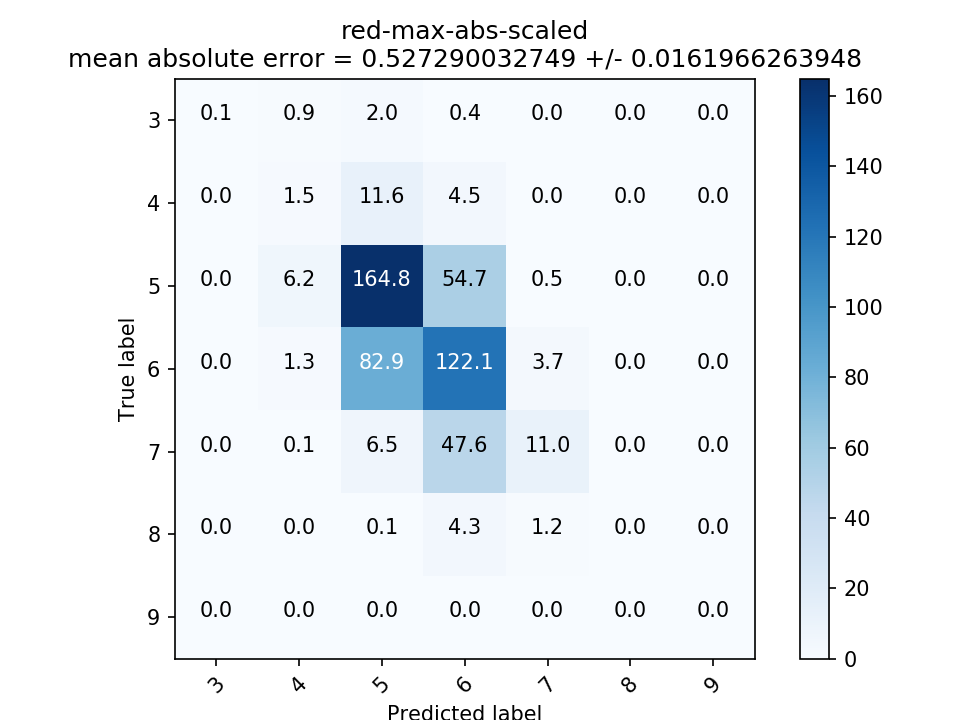 red-max-abs-scaled
mean absolute error = 0.527290032749 +/- 0.0161966263948
3 0.1 0.9 2.0 0.4 0.0 0.0 0.0
4 0.0 1.5 11.6 4.5 0.0 0.0 0.0
5 0.0 6.2 164.8 54.7 0.5 0.0 0.0
6 0.0 1.3 82.9 122.1 3.7 0.0 0.0
7 0.0 0.1 6.5 47.6 11.0 0.0 0.0
8 0.0 0.0 0.1 4.3 1.2 0.0 0.0
9 0.0 0.0 0.0 0.0 0.0 0.0 0.0
3 4 5 6 7 8 9
True label
Predicted label
160
140
120
100
80
60
40
20
0